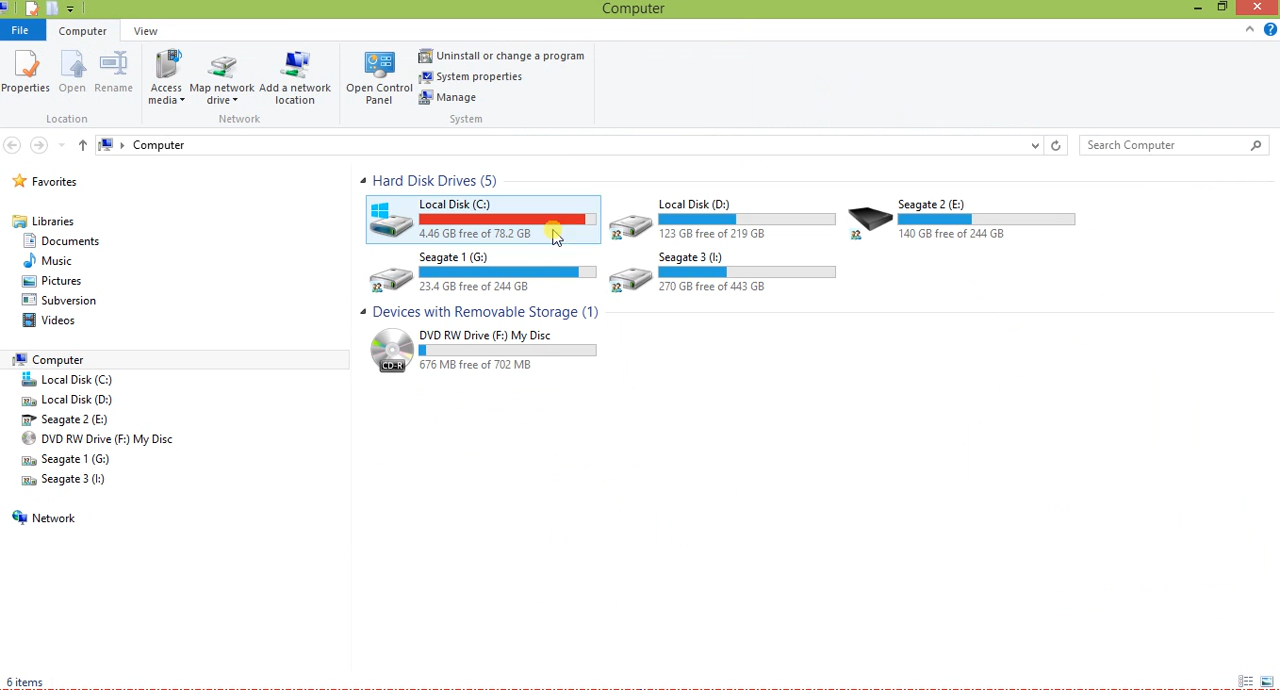 Computer
File
Computer
View
Properties
Open
Rename
Access media
Map network drive
Add a network location
Open Control Panel
Uninstall or change a program
System properties
Manage
Location
Network
System
Computer
Search Computer
Favorites
Libraries
Documents
Music
Pictures
Subversion
Videos
Computer
Local Disk (C:)
Local Disk (D:)
Seagate 2 (E:)
DVD RW Drive (F:) My Disc
Seagate 1 (G:)
Seagate 3 (I:)
Network
Hard Disk Drives (5)
Local Disk (C:)
4.46 GB free of 78.2 GB
Local Disk (D:)
123 GB free of 219 GB
Seagate 2 (E:)
140 GB free of 244 GB
Seagate 1 (G:)
23.4 GB free of 244 GB
Seagate 3 (I:)
270 GB free of 443 GB
Devices with Removable Storage (1)
CD-R
DVD RW Drive (F:) My Disc
676 MB free of 702 MB
6 items